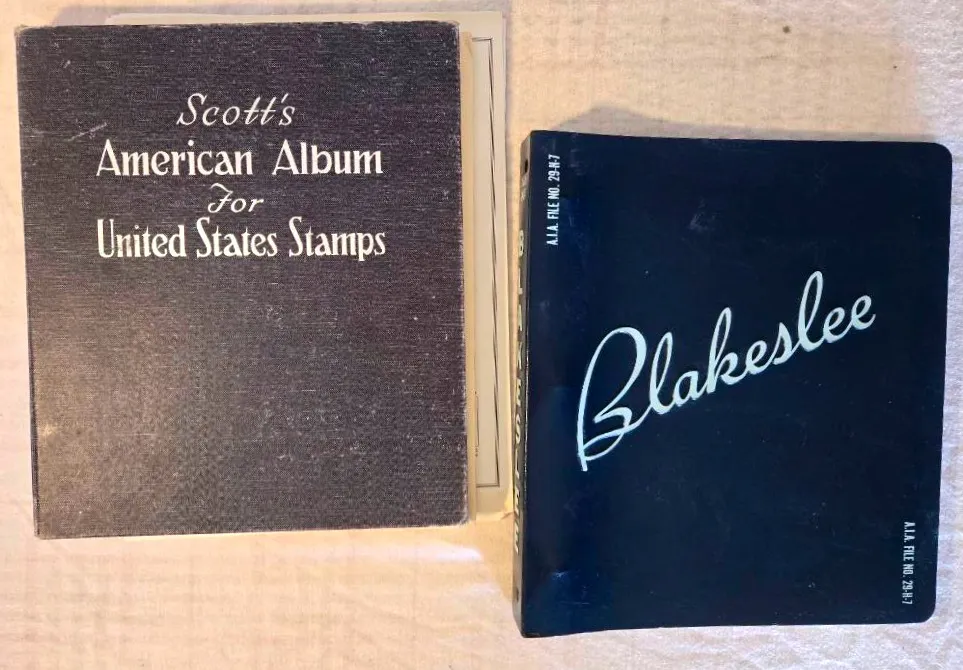 Scott's
American Album
For
United States Stamps
A.I.A. FILE NO. 29-H-7
Blakeslee
A.I.A. FILE NO. 29-H-7